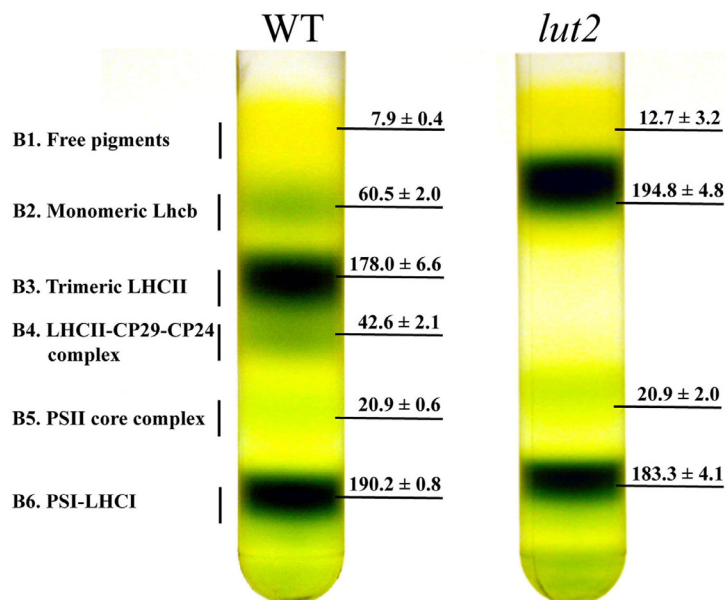 WT
lut2
B1. Free pigments
7.9 ± 0.4
12.7 ± 3.2
B2. Monomeric Lhcb
60.5 ± 2.0
194.8 ± 4.8
B3. Trimeric LHCII
178.0 ± 6.6
B4. LHCII-CP29-CP24
complex
42.6 ± 2.1
B5. PSII core complex
20.9 ± 0.6
20.9 ± 2.0
B6. PSI-LHCI
190.2 ± 0.8
183.3 ± 4.1